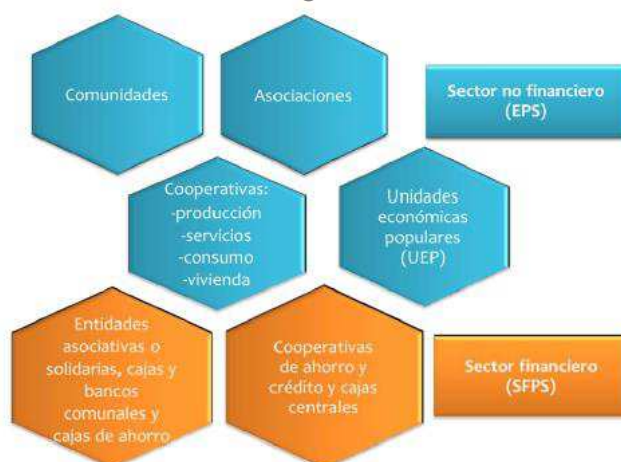 Comunidades
Asociaciones
Sector no financiero
(EPS)
Cooperativas:
-producción
-servicios
-consumo
-vivienda
Unidades
económicas
populares
(UEP)
Entidades
asociativas o
solidarias, cajas y
bancos
comunales y
cajas de ahorro
Cooperativas
de ahorro y
crédito y cajas
centrales
Sector financiero
(SFPS)